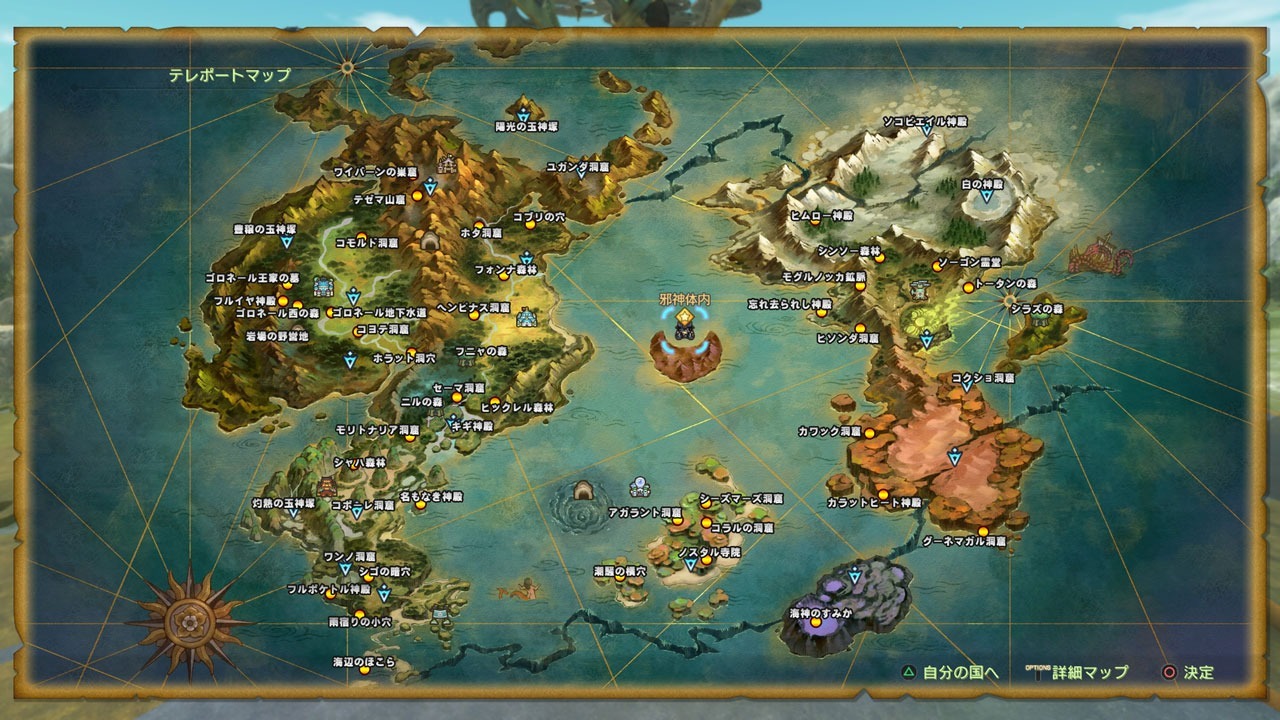 テレポートマップ
陽光の玉神塚
ソコビエイル神殿
ワイバーンの巣窟
ユガンダ洞窟
テゼマ山窟
白の神殿
コブリの穴
ヒムロー神殿
豊穣の玉神塚
ホタ洞窟
コモルド洞窟
シンソー森林
フォンナ森林
ソーゴン霊堂
ゴロネール王家の墓
モグルノッカ鉱脈
トータンの森
フルイヤ神殿
邪神体内
忘れ去られし神殿
ヘンピナス洞窟
シラズの森
ゴロネール西の森
ゴロネール地下水道
コヨテ洞窟
岩場の野営地
ヒソンダ洞窟
フニャの森
ホラット洞穴
コクショ洞窟
セーマ洞窟
ニルの森
ヒックレル森林
キギ神殿
モリトナリア洞窟
カワック洞窟
シャハ森林
名もなき神殿
シーズマーズ洞窟
灼熱の玉神塚
コボーレ洞窟
カラットヒート神殿
アガラント洞窟
コラルの洞窟
グーネマガル洞窟
ノスタル寺院
ワンノ洞窟
シゴの暗穴
潮騒の横穴
フルポケトル神殿
海神のすみか
雨宿りの小穴
海辺のほこら
自分の国へ
OPTIONS 詳細マップ
決定